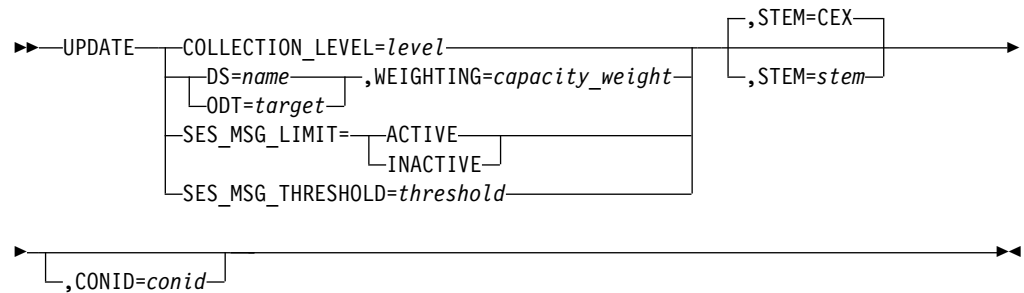 ,STEM=CEX
UPDATE COLLECTION_LEVEL=level
DS=name ,WEIGHTING=capacity_weight ,STEM=stem
ODT=target
SES_MSG_LIMIT= ACTIVE
INACTIVE
SES_MSG_THRESHOLD=threshold
,CONID=conid